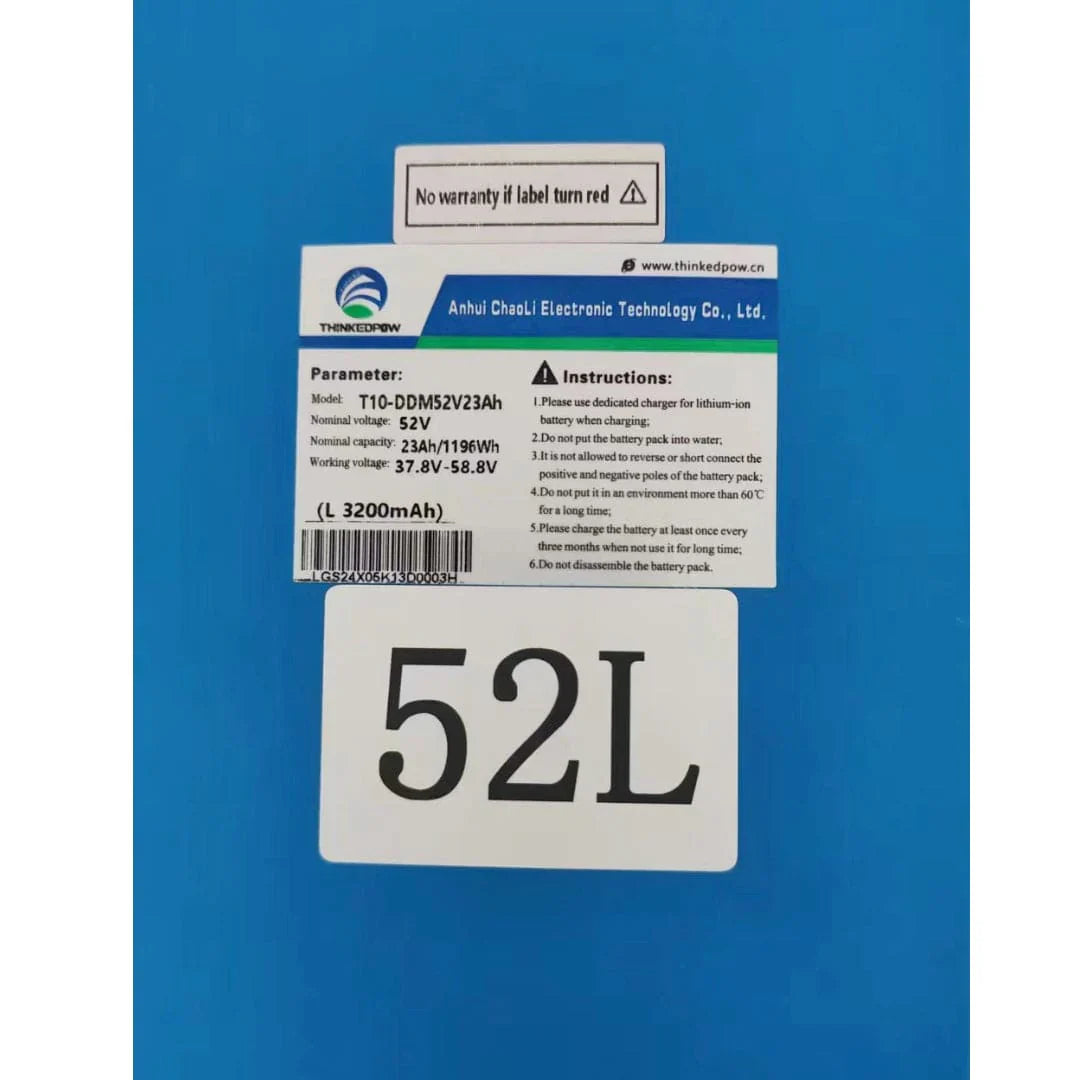 No warranty if label turn red
www.thinkedpow.cn
THINKEDPOW
Anhui ChaoLi Electronic Technology Co., Ltd.
Parameter:
Model: T10-DDM52V23Ah
Nominal voltage: 52V
Nominal capacity: 23Ah/1196Wh
Working voltage: 37.8V-58.8V
(L 3200mAh)
LGS24X05K13D0003H
Instructions:
1.Please use dedicated charger for lithium-ion
battery when charging;
2.Do not put the battery pack into water;
3.It is not allowed to reverse or short connect the
positive and negative poles of the battery pack;
4.Do not put it in an environment more than 60℃
for a long time;
5.Please charge the battery at least once every
three months when not use it for long time;
6.Do not disassemble the battery pack.
52L